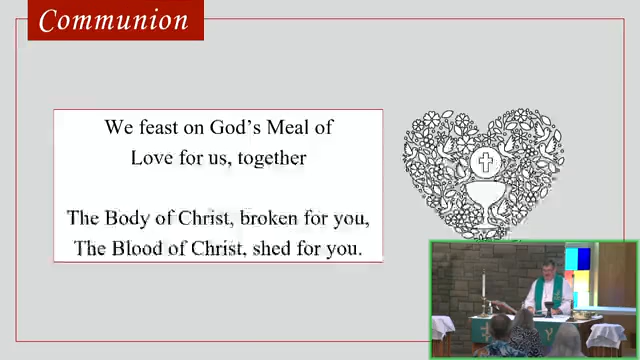 Communion
We feast on God's Meal of
Love for us, together
The Body of Christ, broken for you,
The Blood of Christ, shed for you.